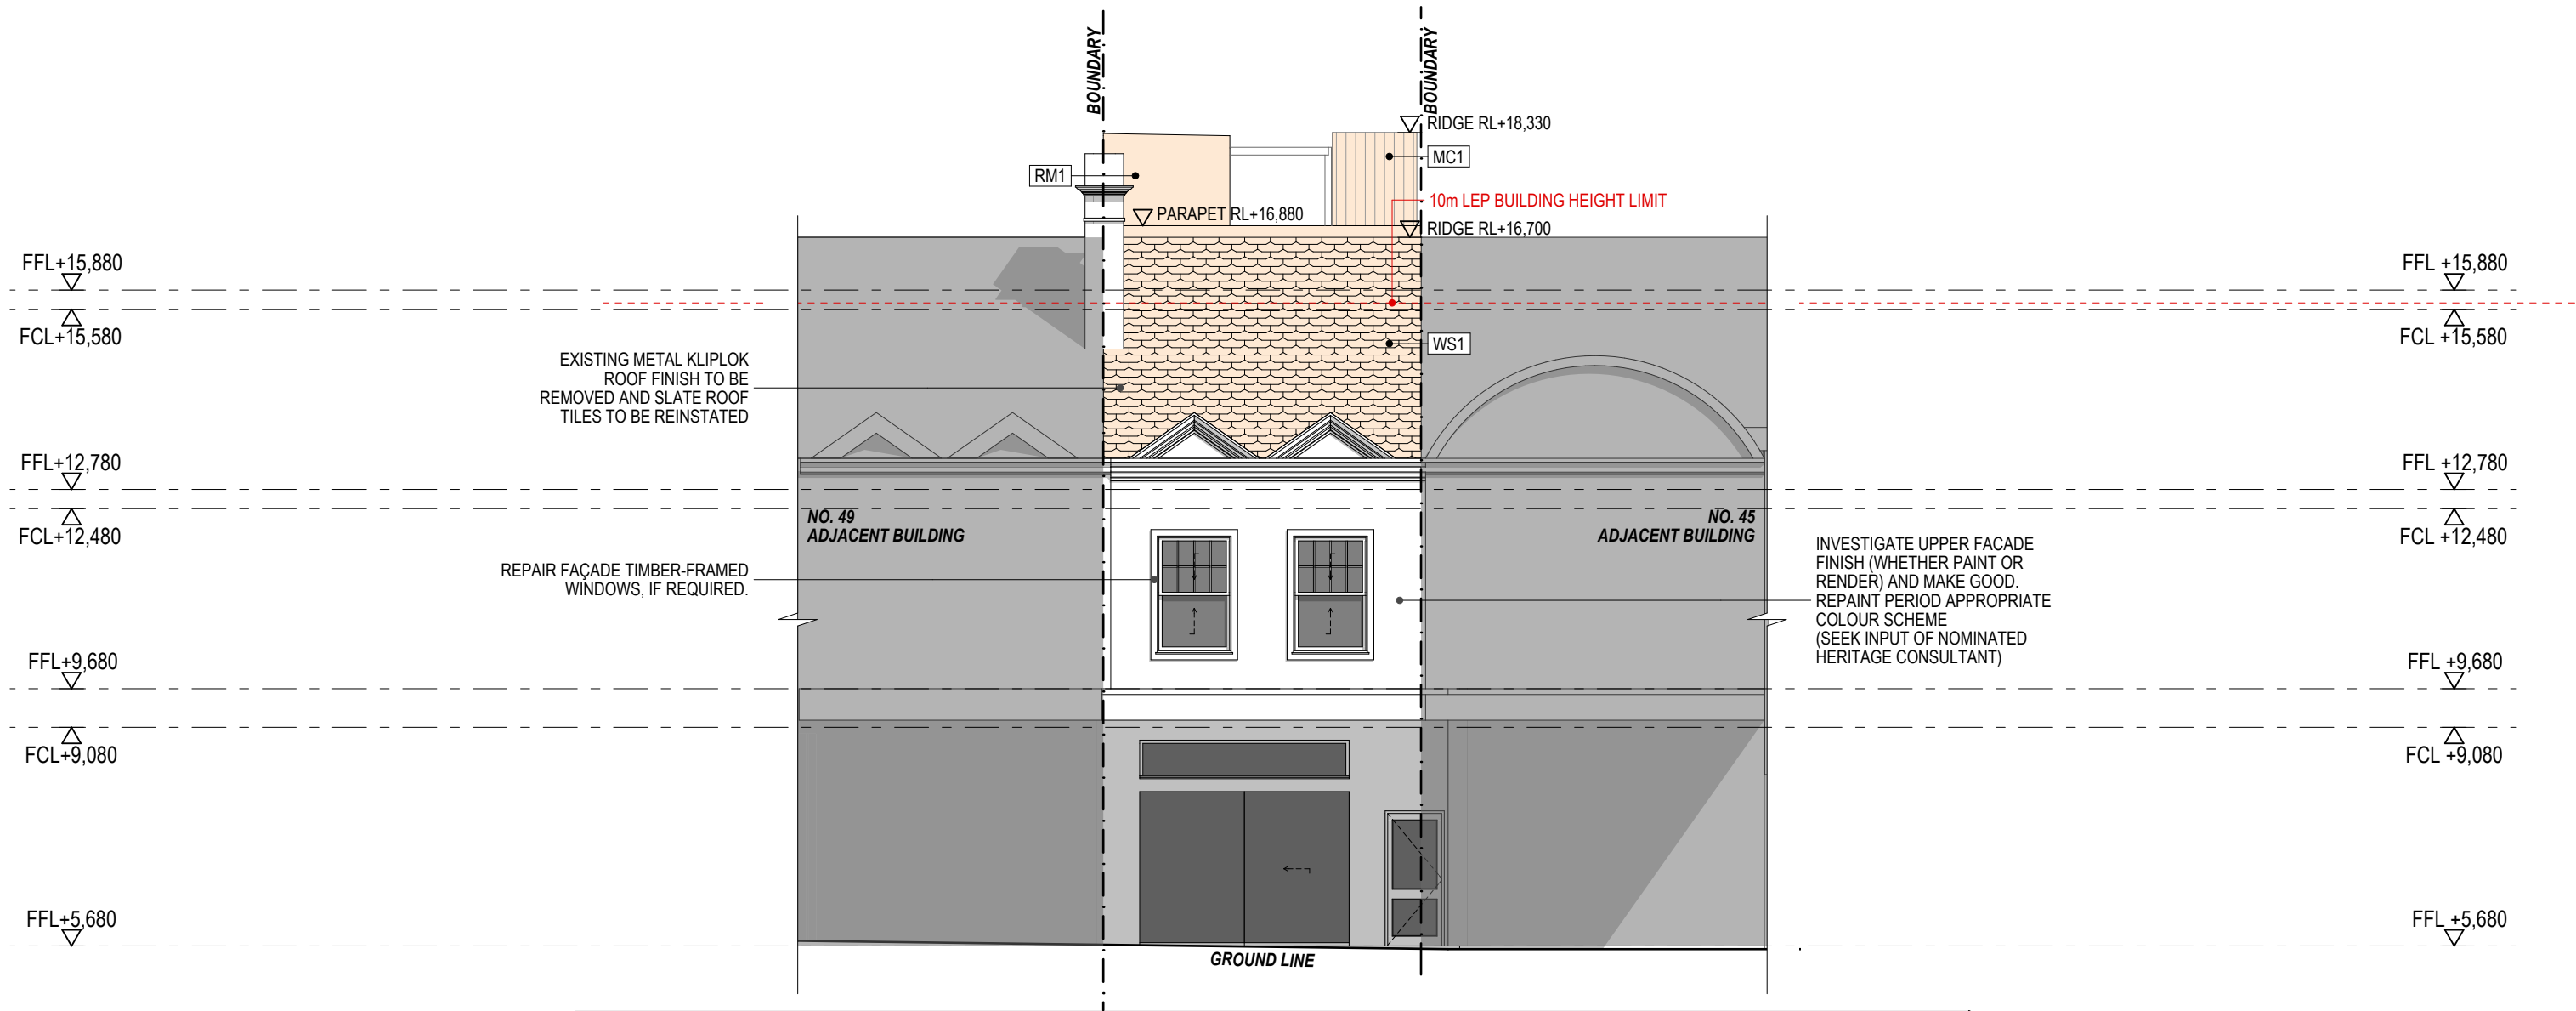 BOUNDARY
BOUNDARY
RIDGE RL+18,330
MC1
RM1
10m LEP BUILDING HEIGHT LIMIT
PARAPET RL+16,880
RIDGE RL+16,700
FFL+15,880
FFL +15,880
FCL+15,580
FCL +15,580
WS1
EXISTING METAL KLIPLOK
ROOF FINISH TO BE
REMOVED AND SLATE ROOF
TILES TO BE REINSTATED
FFL+12,780
FFL +12,780
FCL+12,480
FCL +12,480
NO. 49
ADJACENT BUILDING
NO. 45
ADJACENT BUILDING
REPAIR FAÇADE TIMBER-FRAMED
WINDOWS, IF REQUIRED.
INVESTIGATE UPPER FACADE
FINISH (WHETHER PAINT OR
RENDER) AND MAKE GOOD.
REPAINT PERIOD APPROPRIATE
COLOUR SCHEME
(SEEK INPUT OF NOMINATED
HERITAGE CONSULTANT)
FFL+9,680
FFL +9,680
FCL+9,080
FCL +9,080
FFL+5,680
FFL +5,680
GROUND LINE